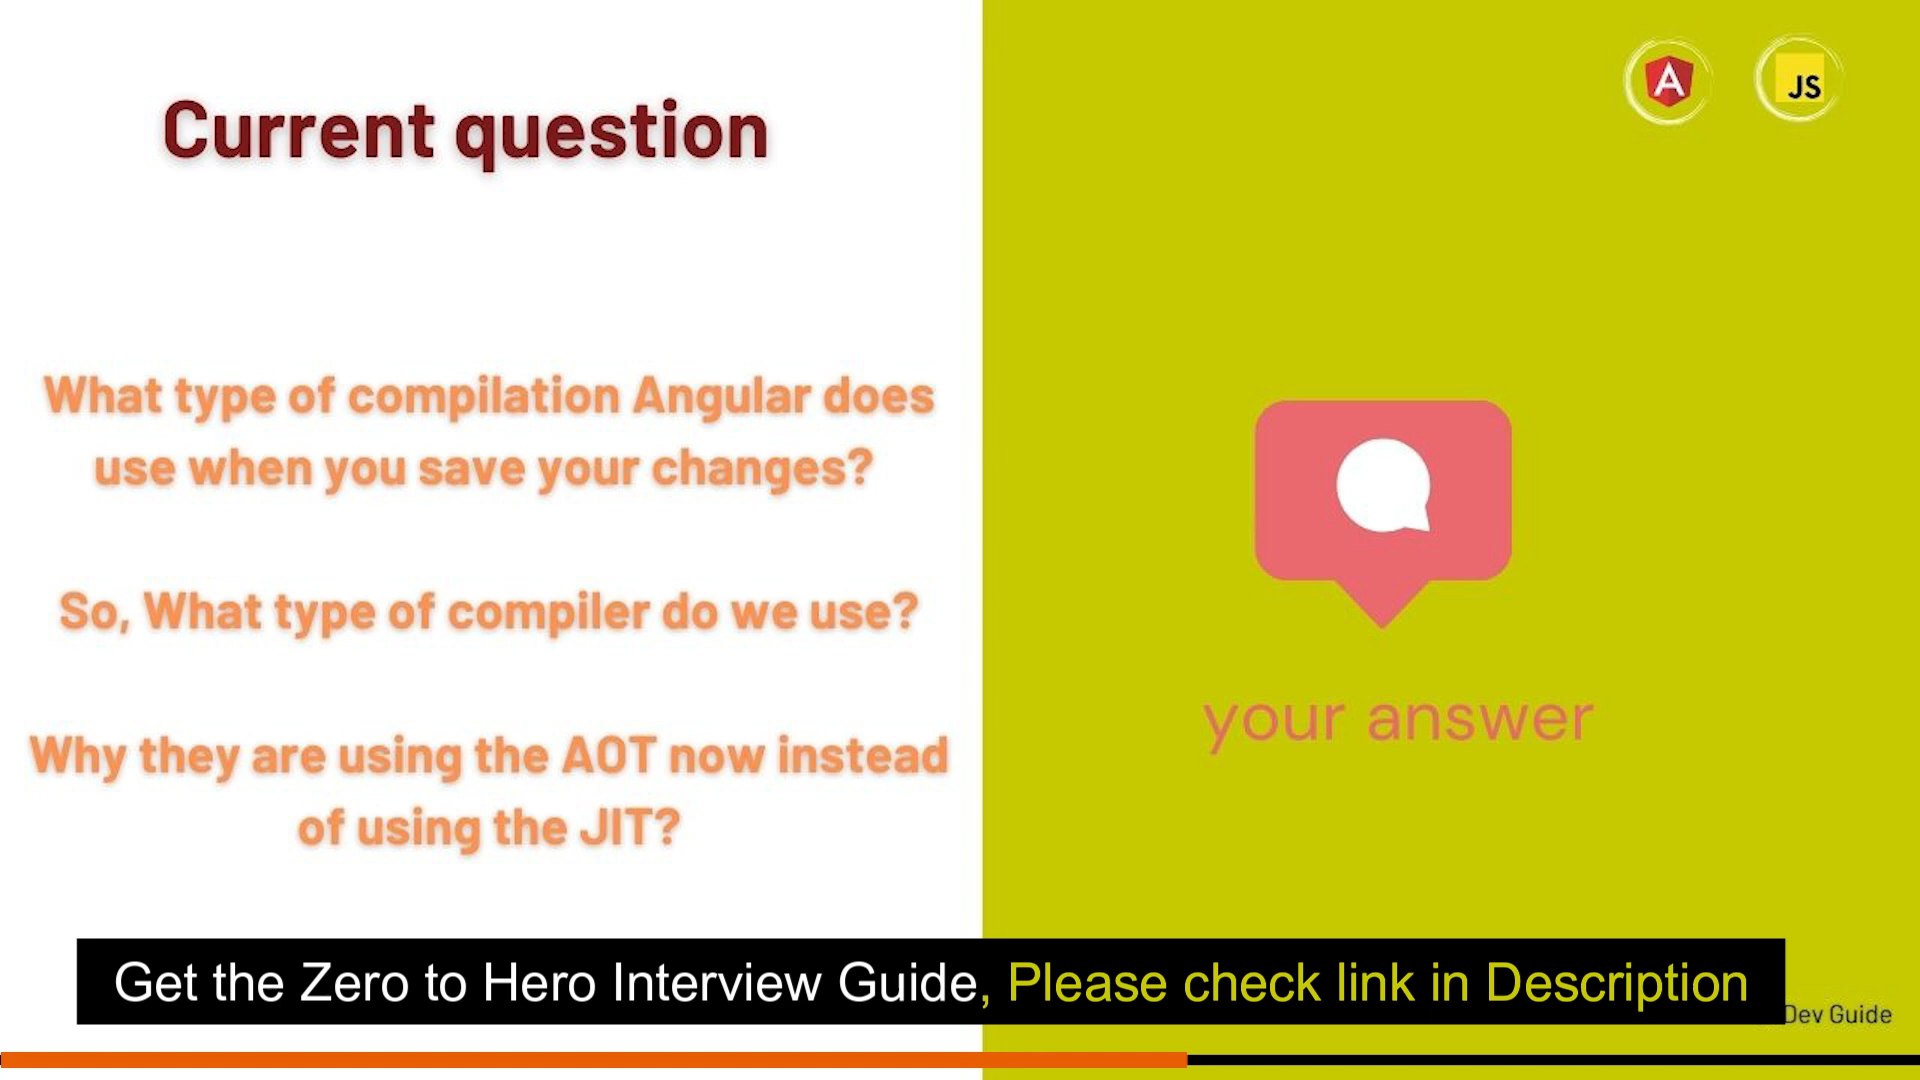 Current question
What type of compilation Angular does
use when you save your changes?
So, What type of compiler do we use?
Why they are using the AOT now instead
of using the JIT?
A
JS
your answer
Get the Zero to Hero Interview Guide, Please check link in Description
Dev Guide